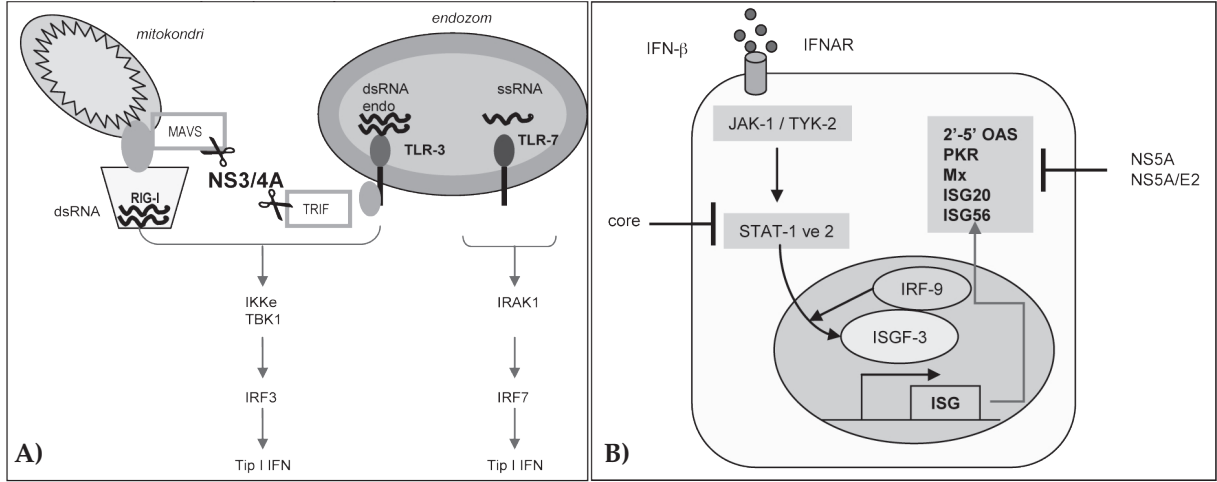 mitokondri
endozom
MAVS
NS3/4A
RIG-I
dsRNA
TRIF
dsRNA
endo
TLR-3
ssRNA
TLR-7
IKKe
TBK1
IRF3
Tip I IFN
IRAK1
IRF7
Tip I IFN
A)
IFN-β
IFNAR
JAK-1 / TYK-2
core
STAT-1 ve 2
2’-5’ OAS
PKR
Mx
ISG20
ISG56
NS5A
NS5A/E2
IRF-9
ISGF-3
ISG
B)